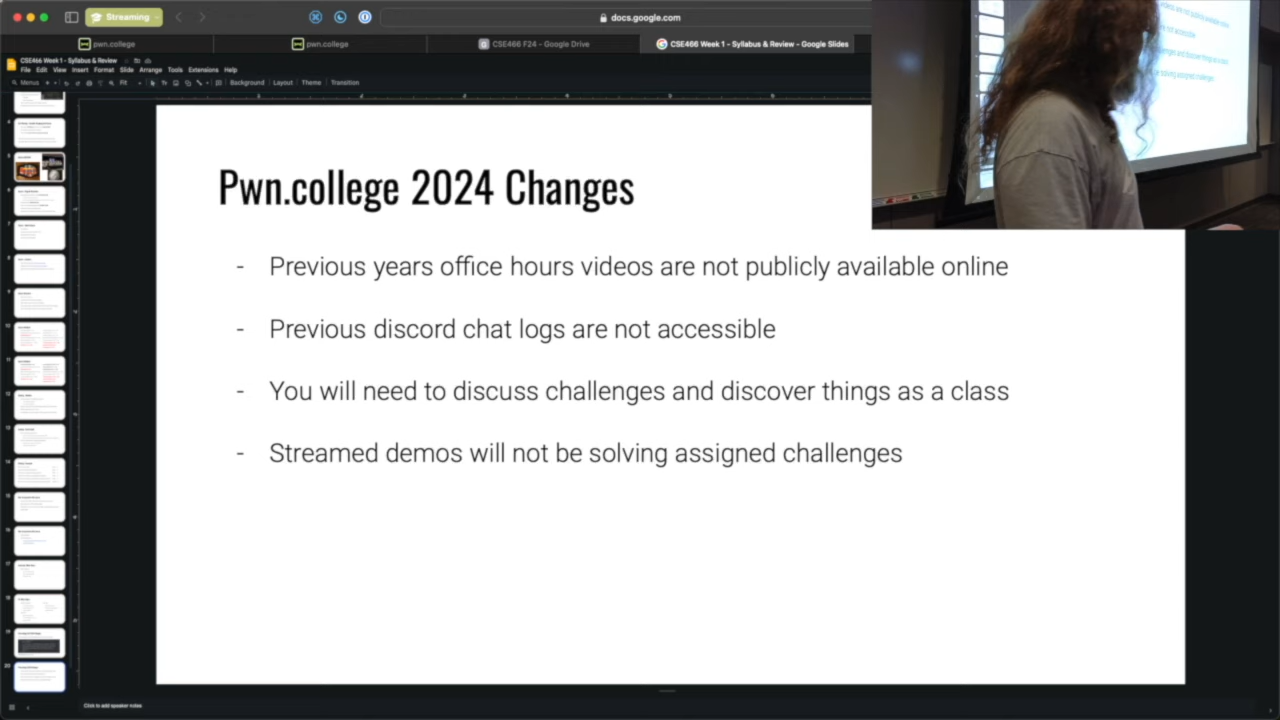 Streaming
docs.google.com
pwn.college
pwn.college
CSE466 F24 - Google Drive
CSE466 Week 1 - Syllabus & Review - Google Slides
CSE466 Week 1 - Syllabus & Review
File Edit View Insert Format Slide Arrange Tools Extensions Help
Menus Fit Background Layout Theme Transition
Pwn.college 2024 Changes
- Previous years office hours videos are not publicly available online
- Previous discord chat logs are not accessible
- You will need to discuss challenges and discover things as a class
- Streamed demos will not be solving assigned challenges
Click to add speaker notes